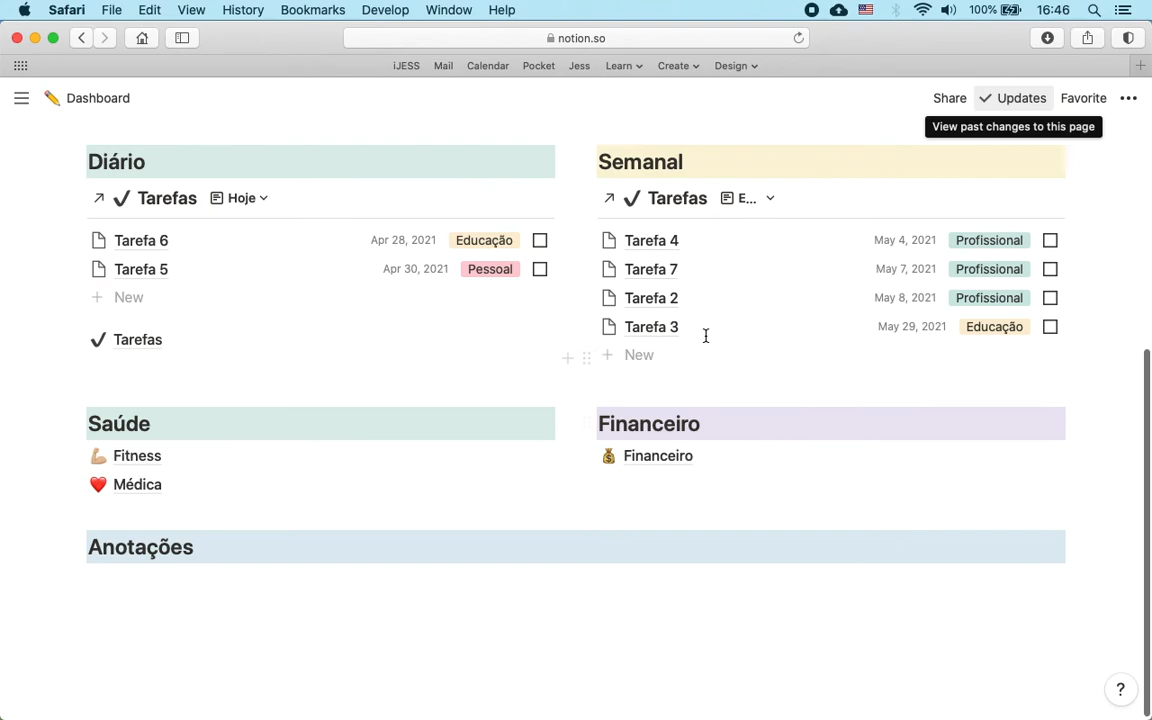 Safari File Edit View History Bookmarks Develop Window Help 100% 16:46
notion.so
iJESS Mail Calendar Pocket Jess Learn Create Design
Dashboard Share Updates Favorite
View past changes to this page
Diário
Tarefas Hoje
Tarefa 6 Apr 28, 2021 Educação
Tarefa 5 Apr 30, 2021 Pessoal
+ New
Tarefas
Semanal
Tarefas E...
Tarefa 4 May 4, 2021 Profissional
Tarefa 7 May 7, 2021 Profissional
Tarefa 2 May 8, 2021 Profissional
Tarefa 3 May 29, 2021 Educação
+ New
Saúde
Fitness
Médica
Financeiro
Financeiro
Anotações
?